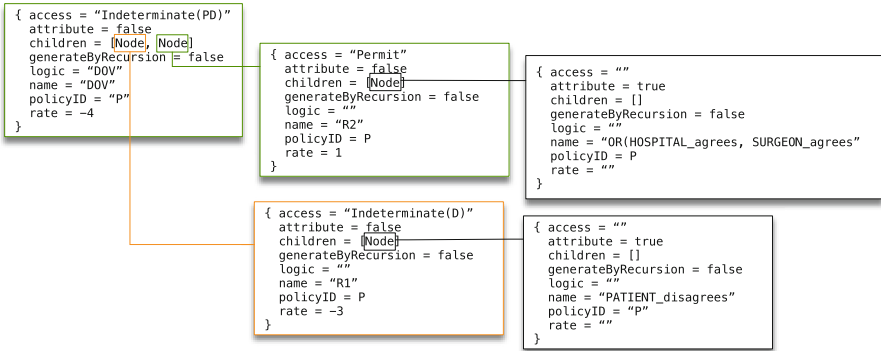 { access = “Indeterminate(PD)”
attribute = false
children = [Node, Node]
generateByRecursion = false
logic = “DOV”
name = “DOV”
policyID = “P”
rate = −4
}
{ access = “Permit”
attribute = false
children = [Node]
generateByRecursion = false
logic = “”
name = “R2”
policyID = P
rate = 1
}
{ access = “”
attribute = true
children = []
generateByRecursion = false
logic = “”
name = “OR(HOSPITAL_agrees, SURGEON_agrees”
policyID = P
rate = “”
}
{ access = “Indeterminate(D)”
attribute = false
children = [Node]
generateByRecursion = false
logic = “”
name = “R1”
policyID = P
rate = −3
}
{ access = “”
attribute = true
children = []
generateByRecursion = false
logic = “”
name = “PATIENT_disagrees”
policyID = “P”
rate = “”
}